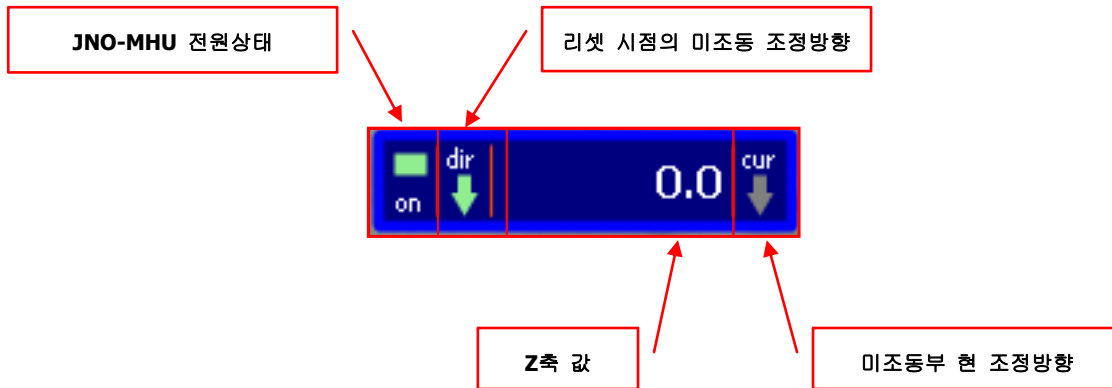 JNO-MHU 전원상태
리셋 시점의 미조동 조정방향
on
dir
0.0
cur
Z축 값
미조동부 현 조정방향